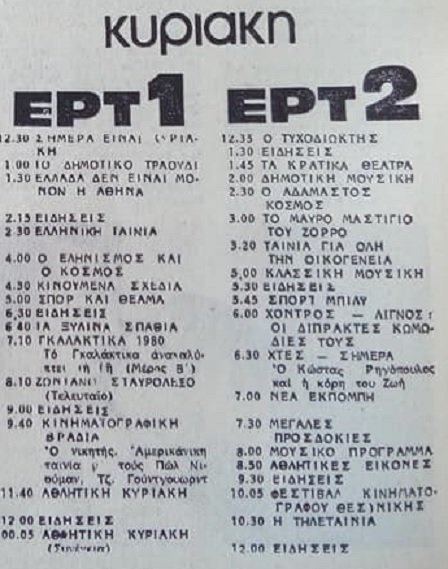 κυριακη
ΕΡΤ1
12.30 ΣΗΜΕΡΑ ΕΙΝΑΙ ΚΥΡΙΑ-
ΚΗ
1.00 ΤΟ ΔΗΜΟΤΙΚΟ ΤΡΑΓΟΥΔΙ
1.30 ΕΛΛΑΔΑ ΔΕΝ ΕΙΝΑΙ ΜΟ-
ΝΟΝ Η ΑΘΗΝΑ
2.15 ΕΙΔΗΣΕΙΣ
2.30 ΕΛΛΗΝΙΚΗ ΤΑΙΝΙΑ
4.00 Ο ΕΛΗΝΙΣΜΟΣ ΚΑΙ
Ο ΚΟΣΜΟΣ
4.30 ΚΙΝΟΥΜΕΝΑ ΣΧΕΔΙΑ
5.00 ΣΠΟΡ ΚΑΙ ΘΕΑΜΑ
6.30 ΕΙΔΗΣΕΙΣ
6.40 ΤΑ ΞΥΛΙΝΑ ΣΠΑΘΙΑ
7.10 ΓΚΑΛΑΚΤΙΚΑ 1980
Τό Γκαλάκτικα ἀνακαλύ-
πτει τή γῆ (Μέρος Β')
8.10 ΖΩΝΤΑΝΟ ΣΤΑΥΡΟΛΕΞΟ
(Τελευταῖο)
9.00 ΕΙΔΗΣΕΙΣ
9.40 ΚΙΝΗΜΑΤΟΓΡΑΦΙΚΗ
ΒΡΑΔΙΑ
Ὁ νικητής. Ἀμερικάνικη
ταινία μ τούς Πώλ Νι-
ούμαν, Τζ. Γούντγουωρντ
11.40 ΑΘΛΗΤΙΚΗ ΚΥΡΙΑΚΗ
12.00 ΕΙΔΗΣΕΙΣ
00.05 ΑΘΛΗΤΙΚΗ ΚΥΡΙΑΚΗ
(Συνέχεια)
ΕΡΤ2
12.35 Ο ΤΥΧΟΔΙΩΚΤΗΣ
1.30 ΕΙΔΗΣΕΙΣ
1.45 ΤΑ ΚΡΑΤΙΚΑ ΘΕΑΤΡΑ
2.00 ΔΗΜΟΤΙΚΗ ΜΟΥΣΙΚΗ
2.30 Ο ΑΔΑΜΑΣΤΟΣ
ΚΟΣΜΟΣ
3.00 ΤΟ ΜΑΥΡΟ ΜΑΣΤΙΓΙΟ
ΤΟΥ ΖΟΡΡΟ
3.20 ΤΑΙΝΙΑ ΓΙΑ ΟΛΗ
ΤΗΝ ΟΙΚΟΓΕΝΕΙΑ
5.00 ΚΛΑΣΣΙΚΗ ΜΟΥΣΙΚΗ
5.30 ΕΙΔΗΣΕΙΣ
5.45 ΣΠΟΡΤ ΜΠΙΛΥ
6.00 ΧΟΝΤΡΟΣ — ΛΙΓΝΟΣ:
ΟΙ ΔΙΠΡΑΚΤΕΣ ΚΩΜΩ-
ΔΙΕΣ ΤΟΥΣ
6.30 ΧΤΕΣ — ΣΗΜΕΡΑ
Ὁ Κώστας Ρηγόπουλος
καί ἡ κόρη του Ζωή
7.00 ΝΕΑ ΕΚΠΟΜΠΗ
7.30 ΜΕΓΑΛΕΣ
ΠΡΟΣΔΟΚΙΕΣ
8.00 ΜΟΥΣΙΚΟ ΠΡΟΓΡΑΜΜΑ
8.50 ΑΘΛΗΤΙΚΕΣ ΕΙΚΟΝΕΣ
9.30 ΕΙΔΗΣΕΙΣ
10.05 ΦΕΣΤΙΒΑΛ ΚΙΝΗΜΑΤΟ-
ΓΡΑΦΟΥ ΘΕΣ)ΝΙΚΗΣ
10.30 Η ΤΗΛΕΤΑΙΝΙΑ
12.00 ΕΙΔΗΣΕΙΣ